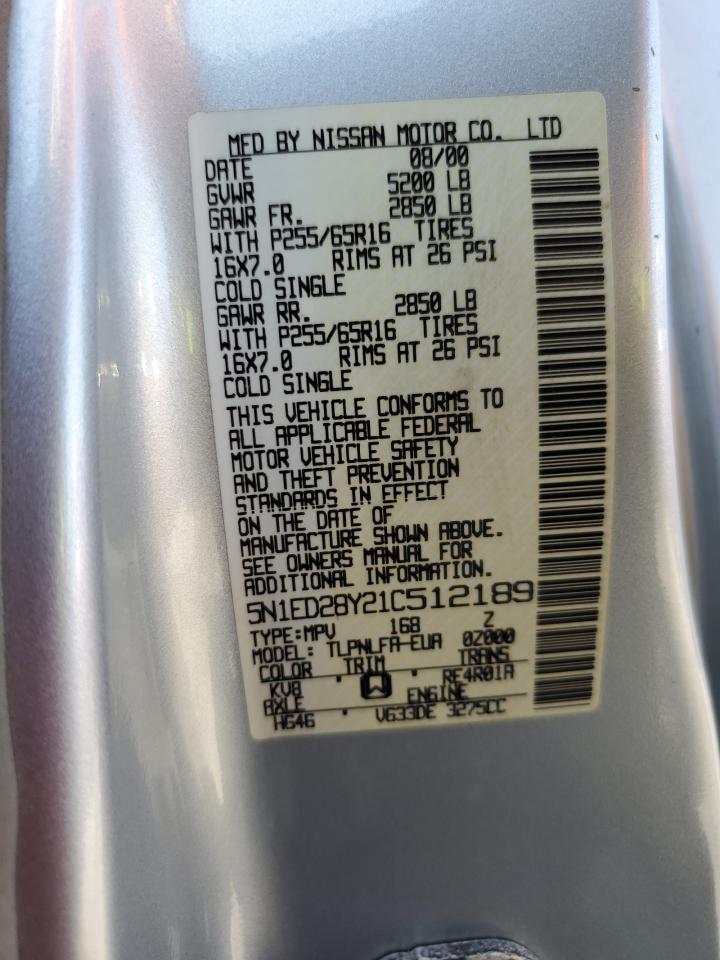 MFD BY NISSAN MOTOR CO. LTD
DATE 08/00
GVWR 5200 LB
GAWR FR. 2850 LB
WITH P255/65R16 TIRES
16X7.0 RIMS AT 26 PSI
COLD SINGLE
GAWR RR. 2850 LB
WITH P255/65R16 TIRES
16X7.0 RIMS AT 26 PSI
COLD SINGLE
THIS VEHICLE CONFORMS TO
ALL APPLICABLE FEDERAL
MOTOR VEHICLE SAFETY
AND THEFT PREVENTION
STANDARDS IN EFFECT
ON THE DATE OF
MANUFACTURE SHOWN ABOVE.
SEE OWNERS MANUAL FOR
ADDITIONAL INFORMATION.
5N1ED28Y21C512189
TYPE:MPV 168 Z
MODEL: TLPNLFA-EUA 0Z000
COLOR TRIM TRANS
KV8 W RE4R01A
AXLE ENGINE
HG46 VG33DE 3275CC